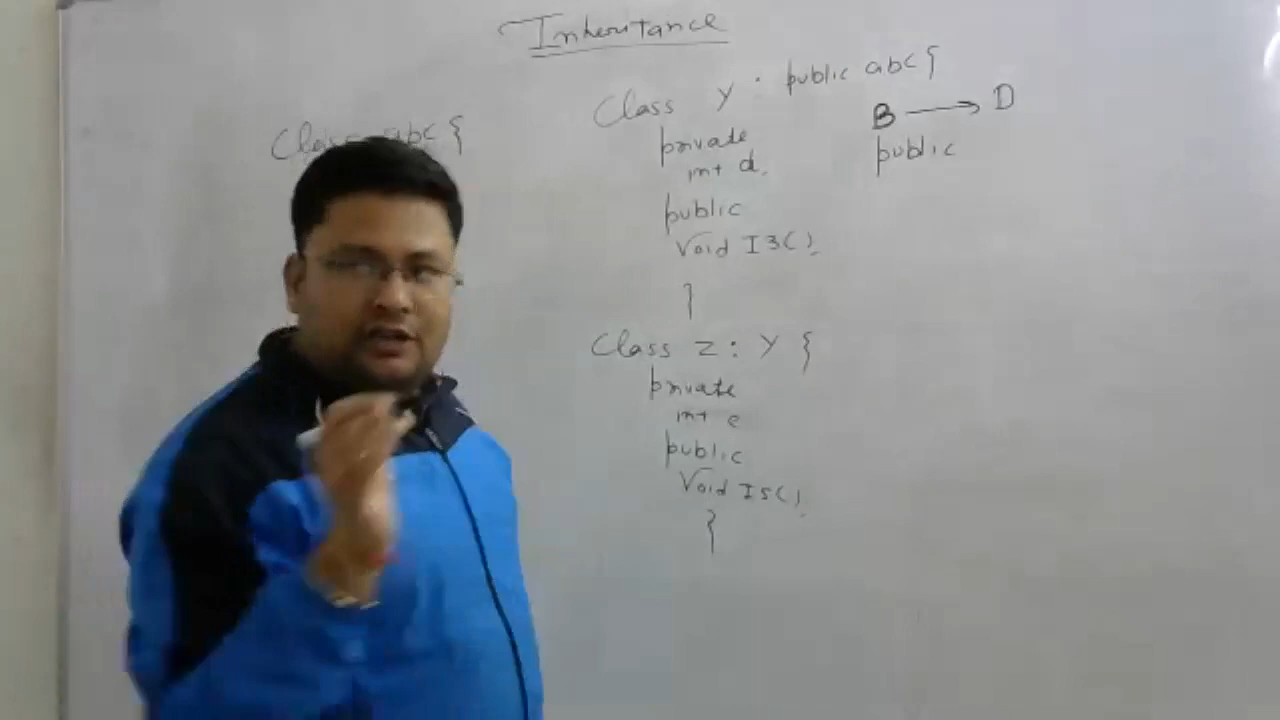 Inheritance
Class abc {
Class Y : public abc {
private
int d,
public
Void I3( ),
}
B → D
public
Class Z : Y {
private
int e
public
Void I5( ),
}